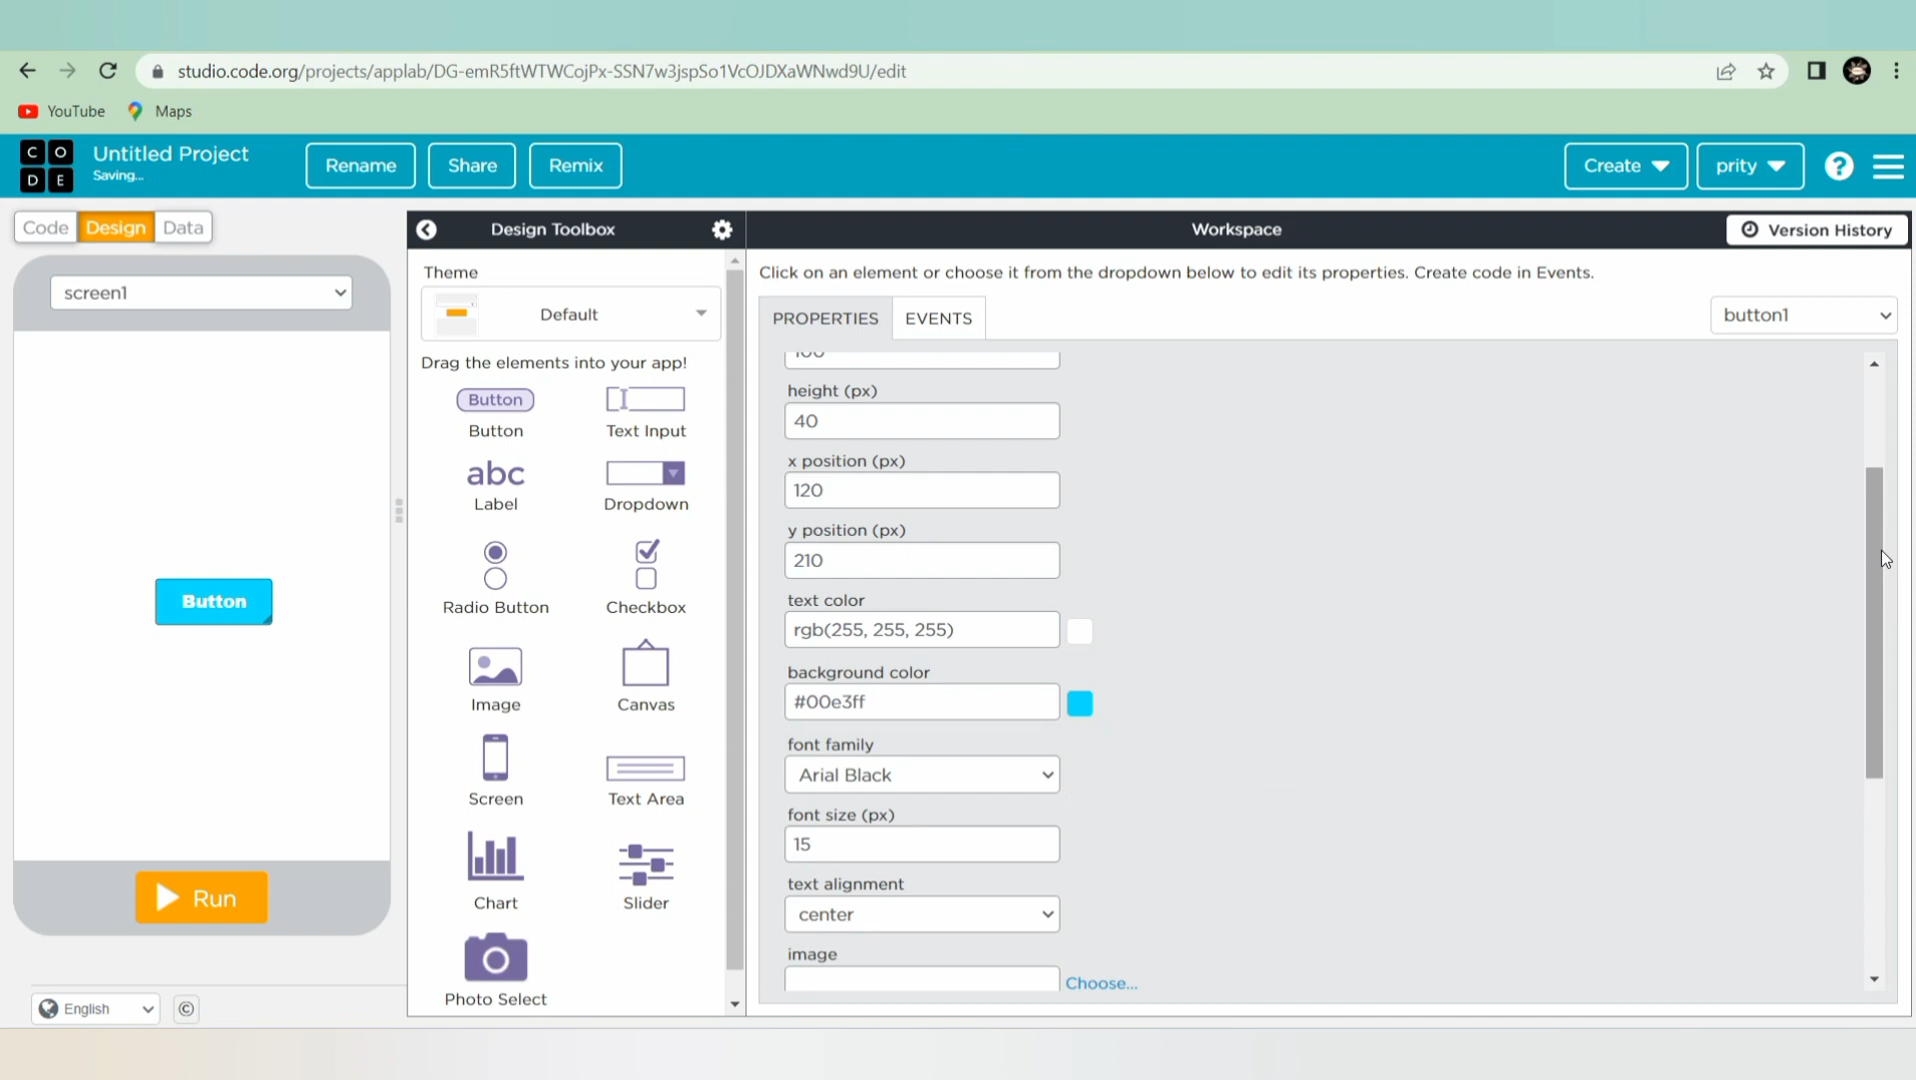 studio.code.org/projects/applab/DG-emR5ftWTWCojPx-SSN7w3jspSo1VcOJDXaWNwd9U/edit
YouTube
Maps
C O
D E
Untitled Project
Saving...
Rename
Share
Remix
Create
prity
?
Code
Design
Data
Design Toolbox
Workspace
Version History
screen1
Theme
Default
Click on an element or choose it from the dropdown below to edit its properties. Create code in Events.
PROPERTIES
EVENTS
button1
Drag the elements into your app!
Button
Button
Text Input
abc
Label
Dropdown
Radio Button
Checkbox
Image
Canvas
Screen
Text Area
Chart
Slider
Photo Select
Button
Run
English
©
100
height (px)
40
x position (px)
120
y position (px)
210
text color
rgb(255, 255, 255)
background color
#00e3ff
font family
Arial Black
font size (px)
15
text alignment
center
image
Choose...